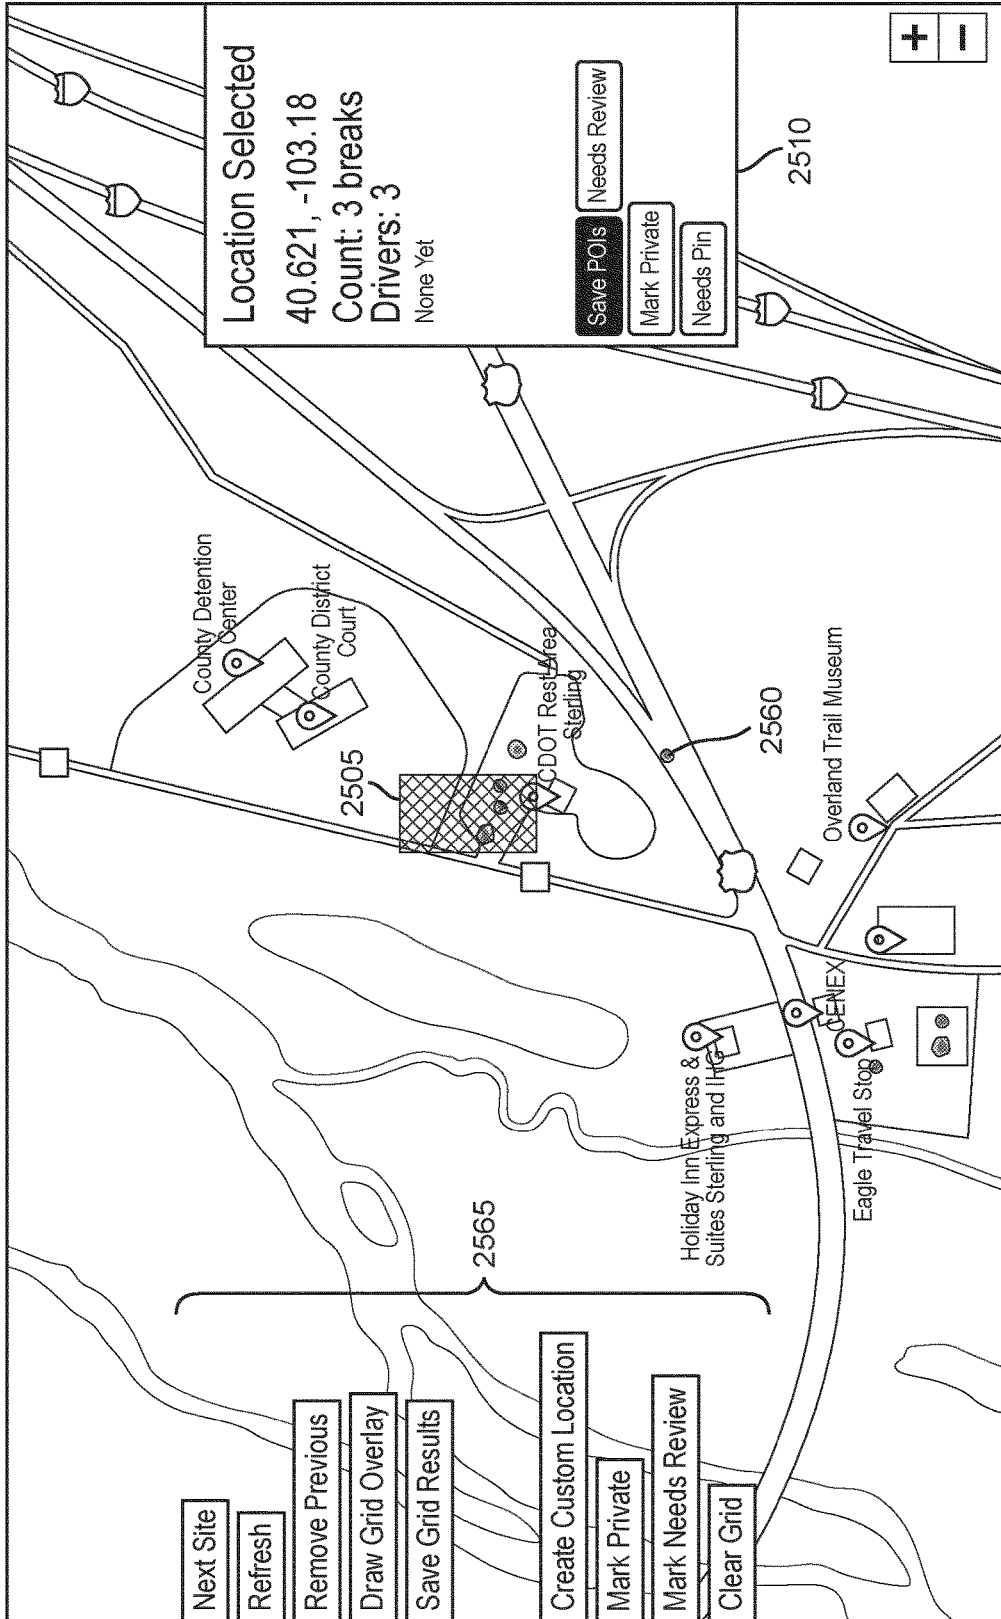 Next Site
Refresh
Remove Previous
Draw Grid Overlay
Save Grid Results
Create Custom Location
Mark Private
Mark Needs Review
Clear Grid
2565
County Detention
Center
County District
Court
2505
CDOT Rest Area
Sterling
2560
Holiday Inn Express &
Suites Sterling and IHG
CENEX
Eagle Travel Stop
Overland Trail Museum
Location Selected
40.621, -103.18
Count: 3 breaks
Drivers: 3
None Yet
Save POIs
Needs Review
Mark Private
Needs Pin
2510
+
−